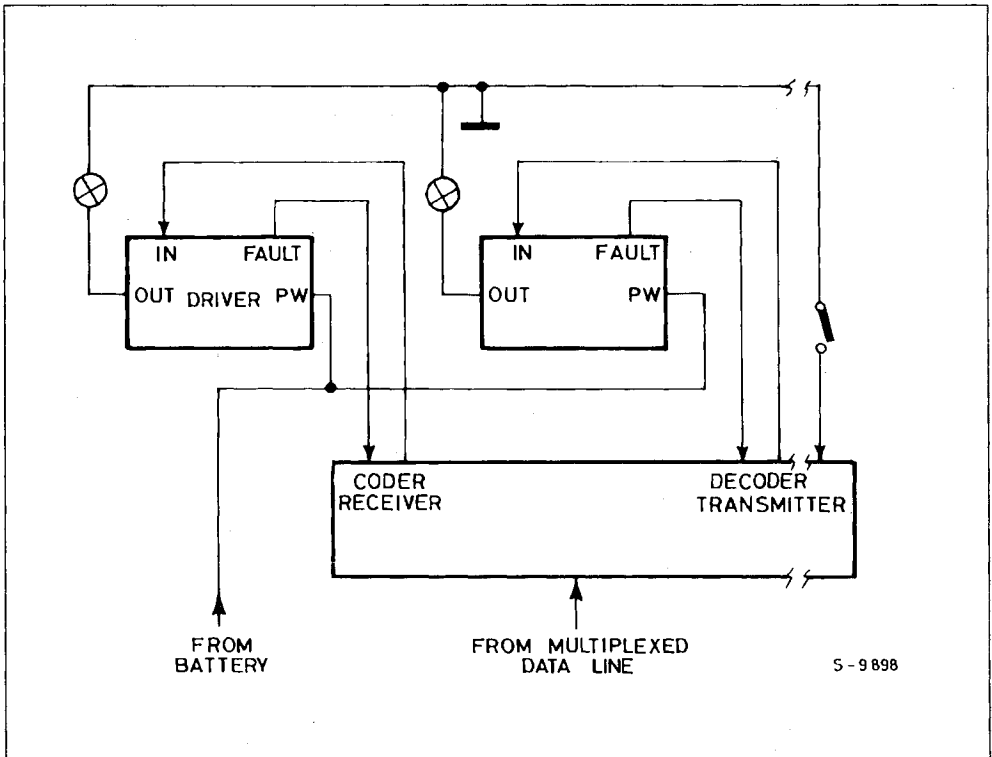 IN FAULT
OUT DRIVER PW
IN FAULT
OUT PW
CODER
RECEIVER
DECODER
TRANSMITTER
FROM
BATTERY
FROM MULTIPLEXED
DATA LINE
S-9898